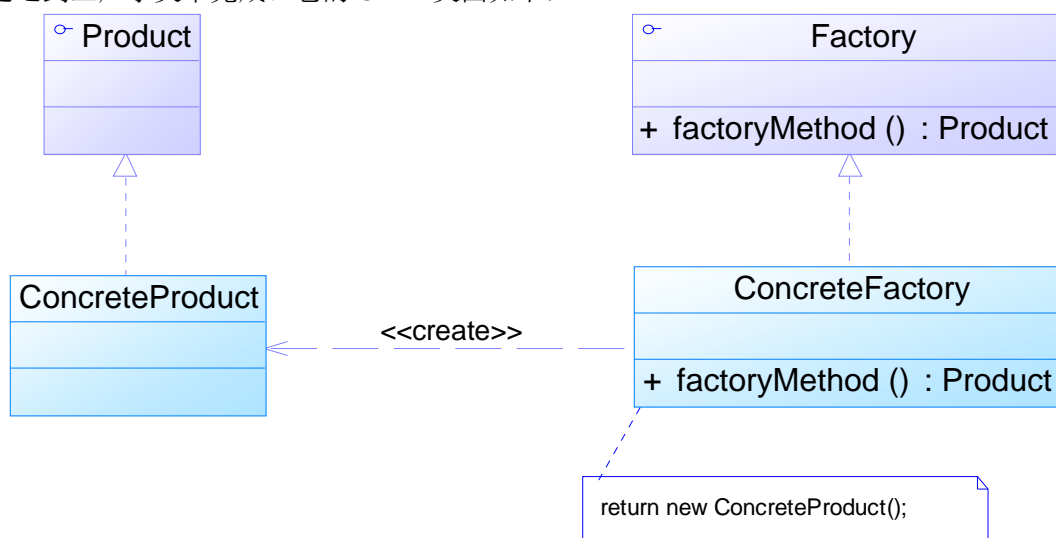 Product
Factory
+ factoryMethod () : Product
ConcreteProduct
ConcreteFactory
<<create>>
+ factoryMethod () : Product
return new ConcreteProduct();